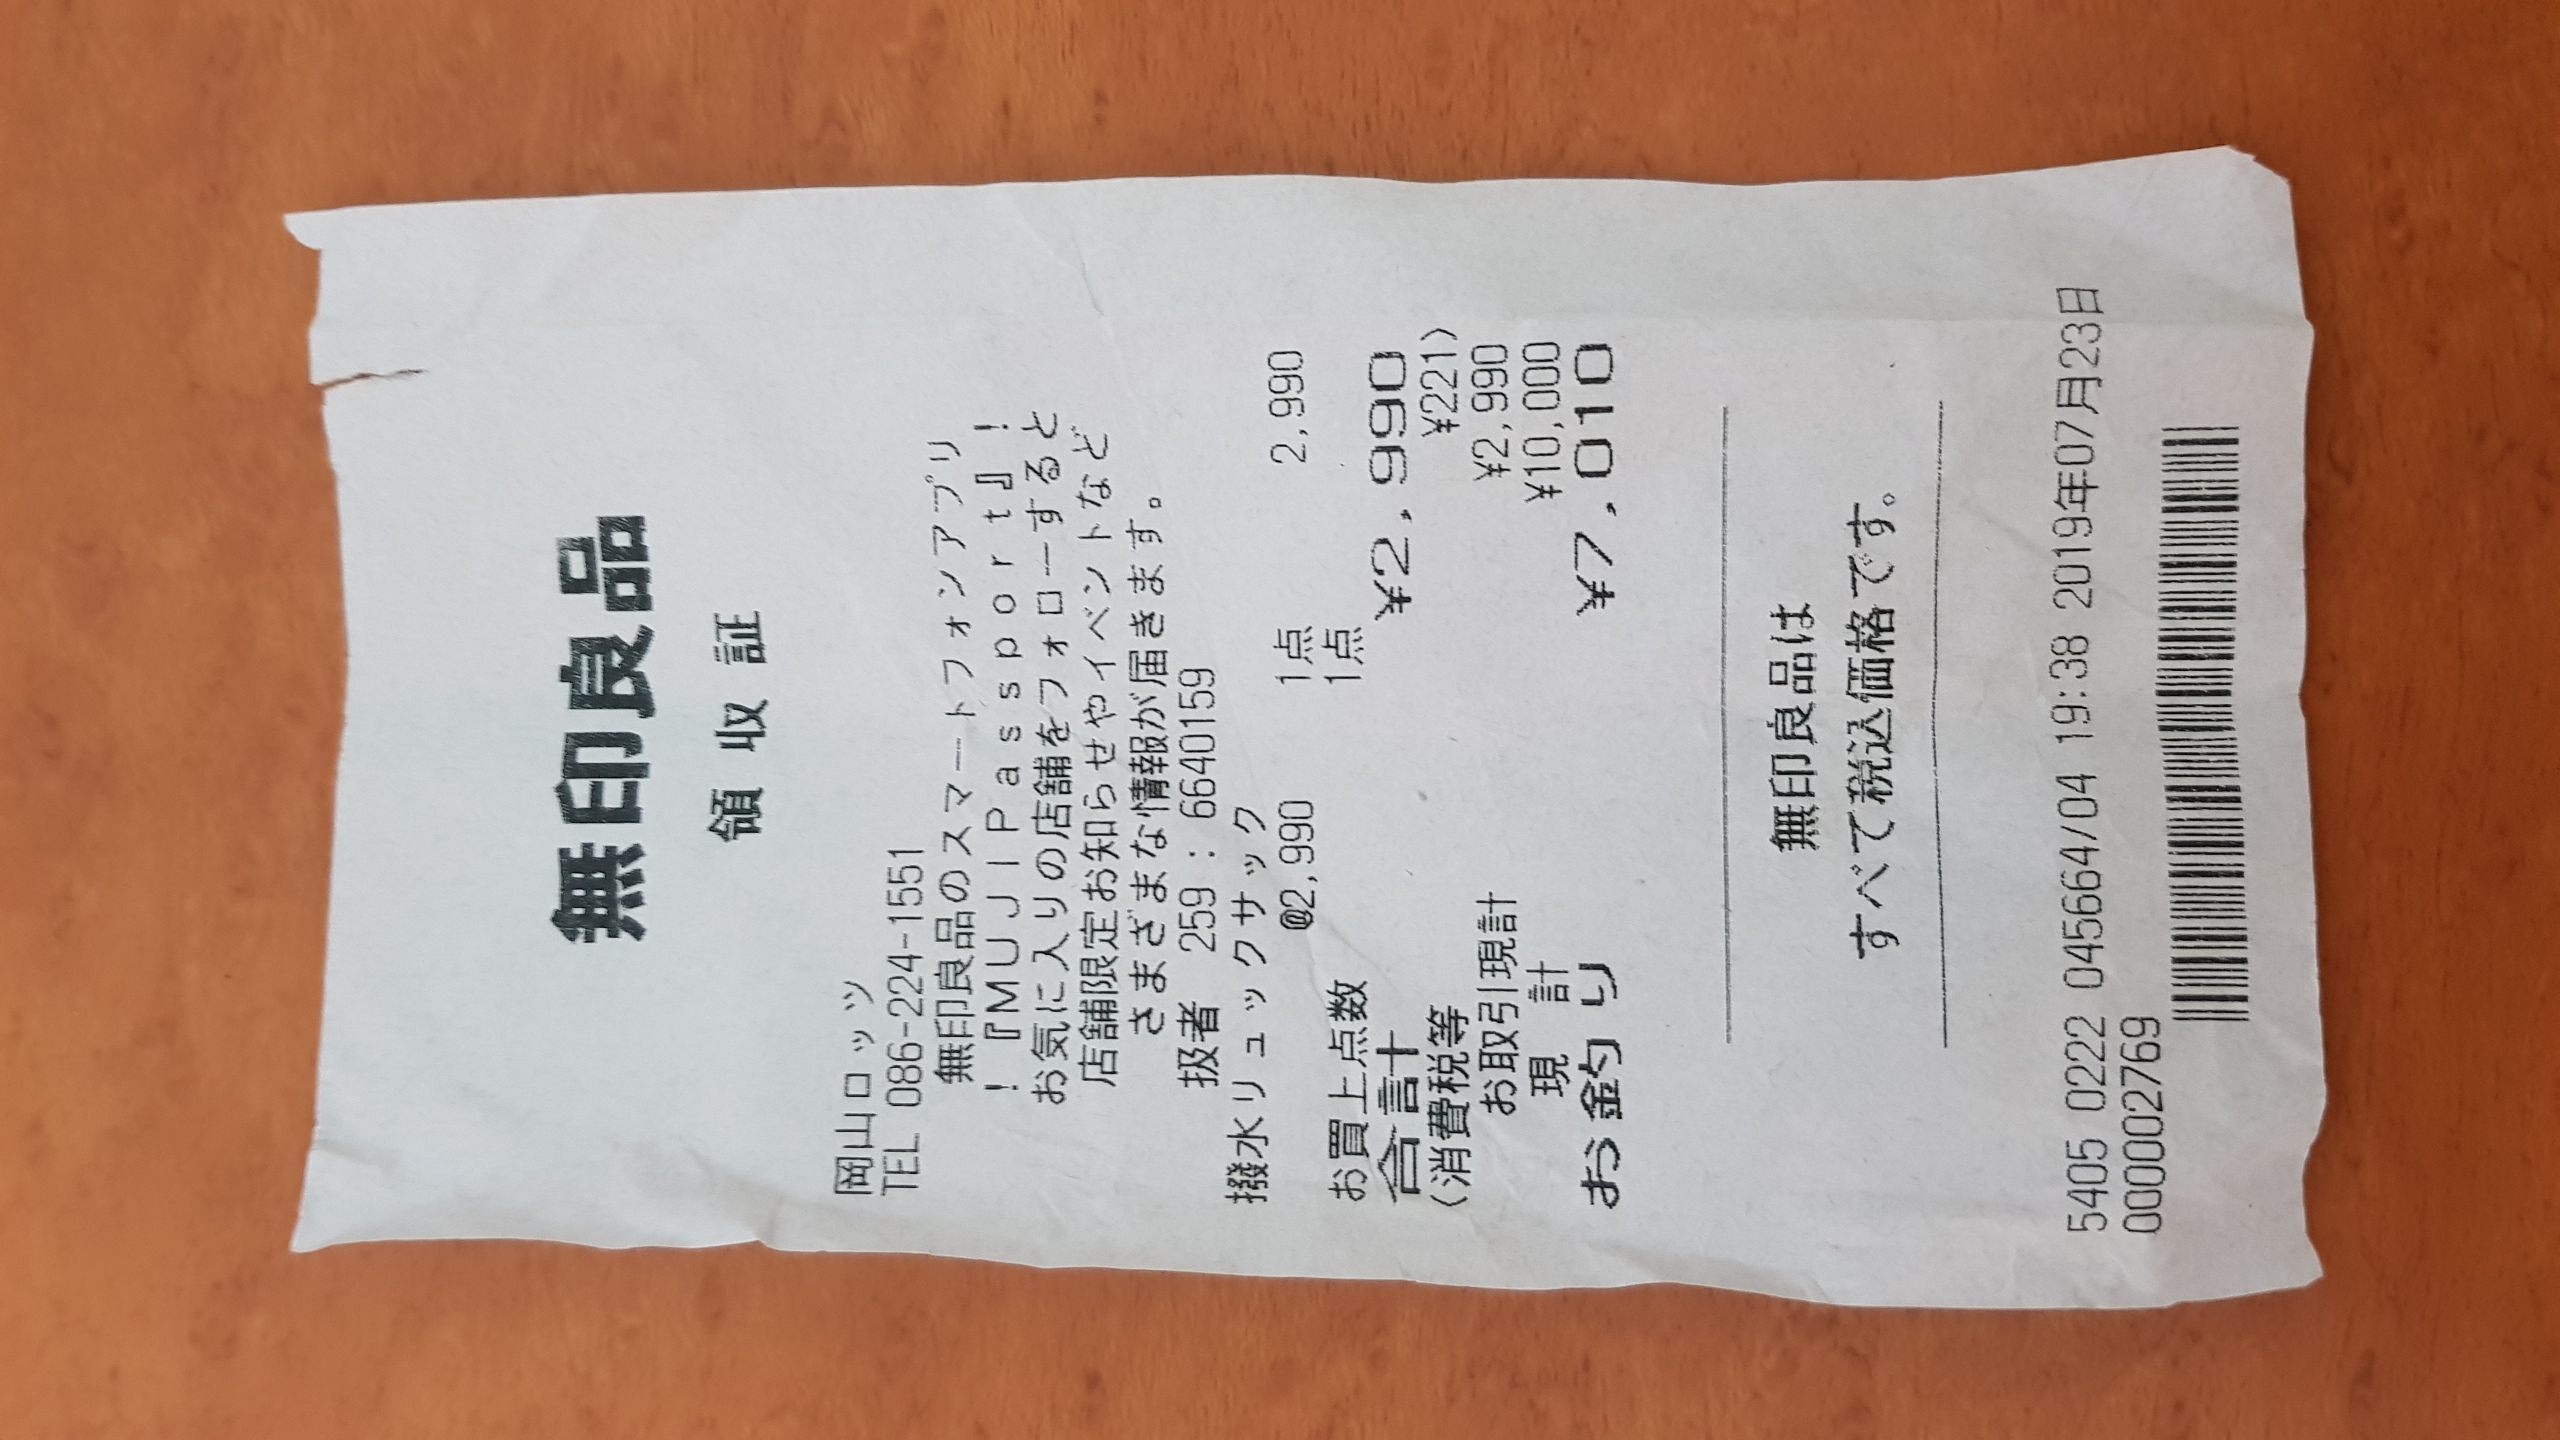 無印良品
領収証
岡山ロッツ
TEL 086-224-1551
無印良品のスマートフォンアプリ
！『ＭＵＪＩＰａｓｓｐｏｒｔ』！
お気に入りの店舗をフォローすると
店舗限定お知らせやイベントなど
さまざまな情報が届きます。
扱者 259 : 6640159
撥水リュックサック
@2,990 1点 2,990
お買上点数 1点
合計 ¥2,990
(消費税等 ¥221)
お取引現計 ¥2,990
現 計 ¥10,000
お釣り ¥7,010
無印良品は
すべて税込価格です。
5405 0222 045664/04 19:38 2019年07月23日
000002769